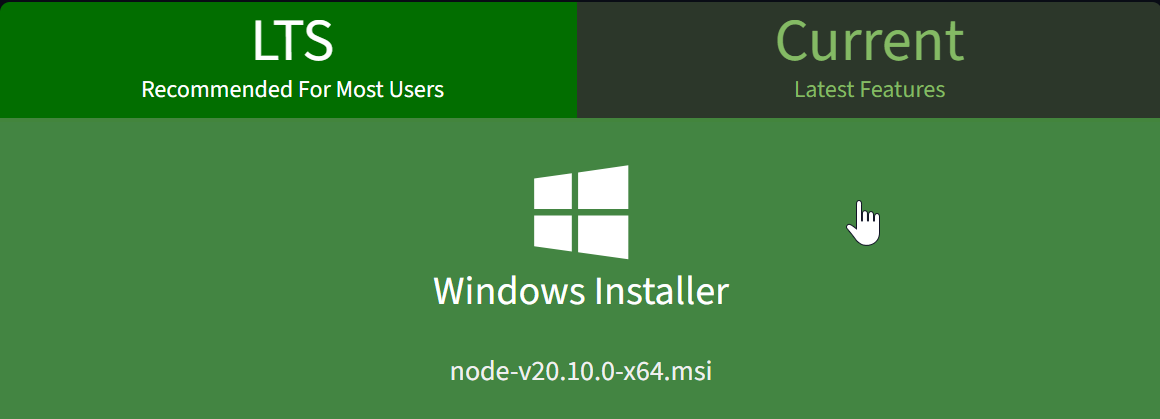 LTS
Recommended For Most Users
Current
Latest Features
Windows Installer
node-v20.10.0-x64.msi